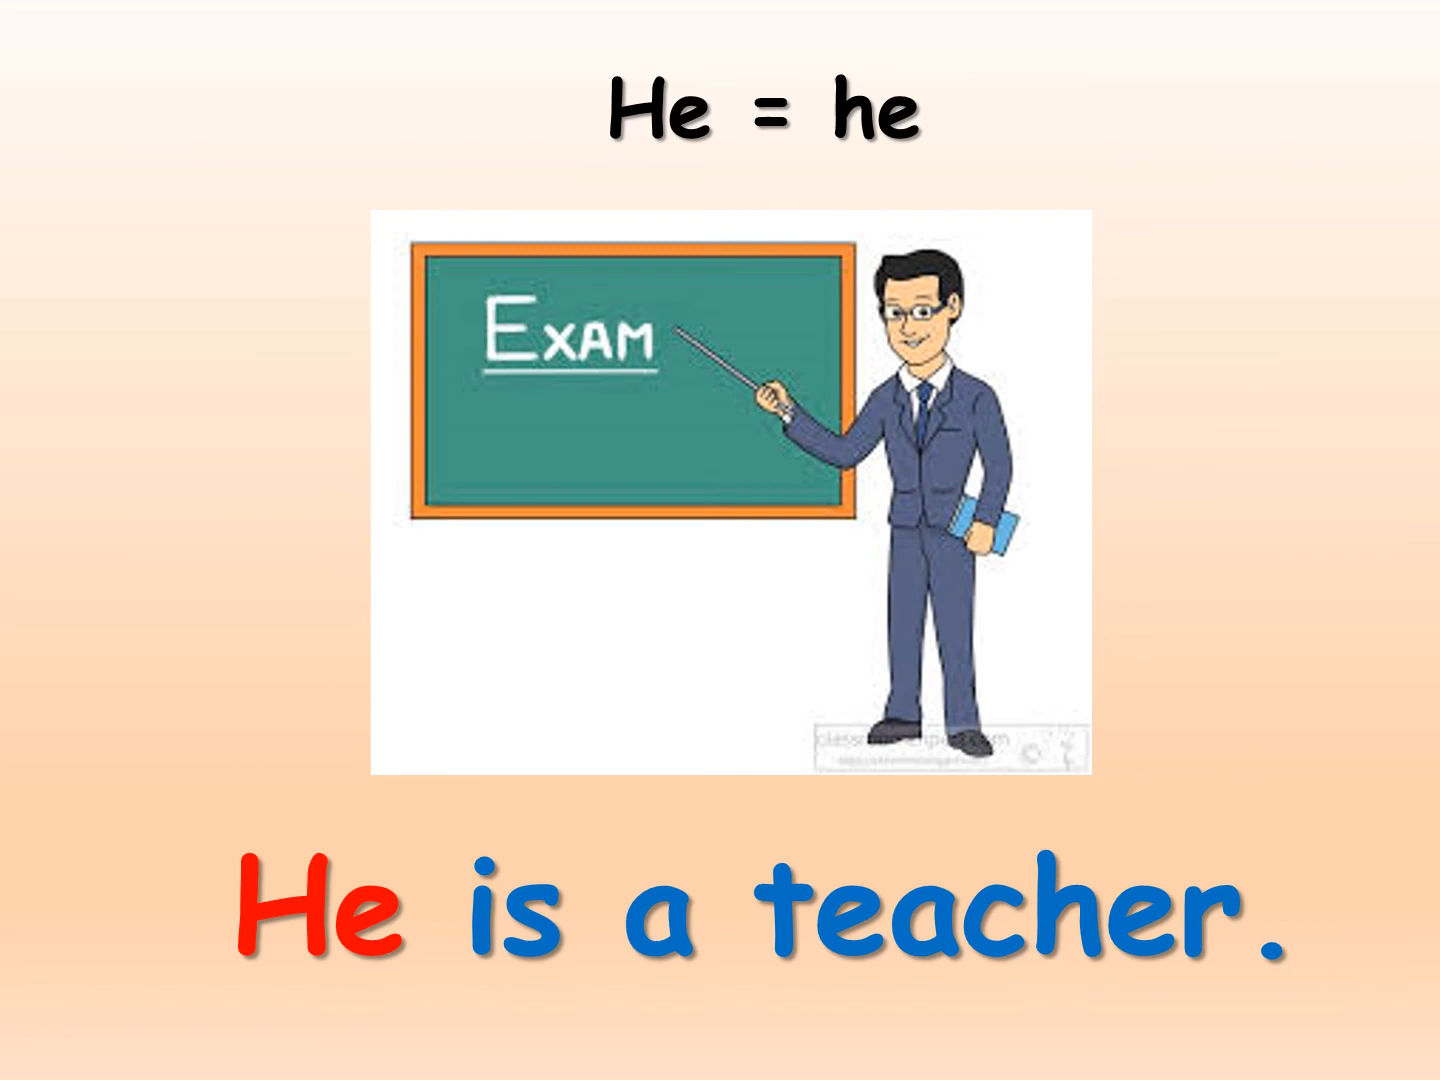 He = he
Exam
He is a teacher.